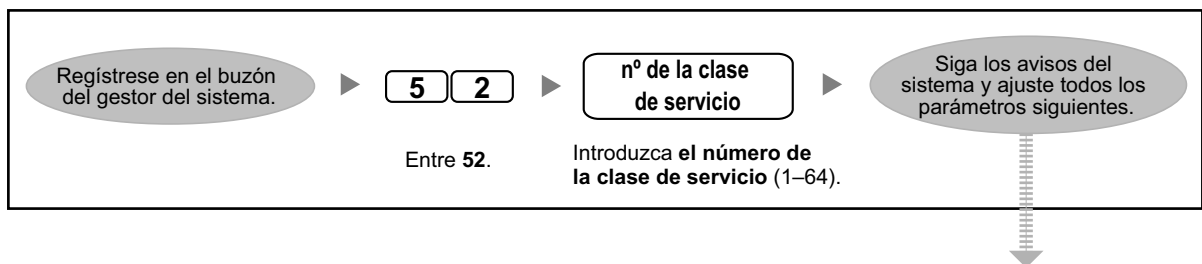 Regístrese en el buzón
del gestor del sistema.
5 2
nº de la clase
de servicio
Siga los avisos del
sistema y ajuste todos los
parámetros siguientes.
Entre 52.
Introduzca el número de
la clase de servicio (1–64).